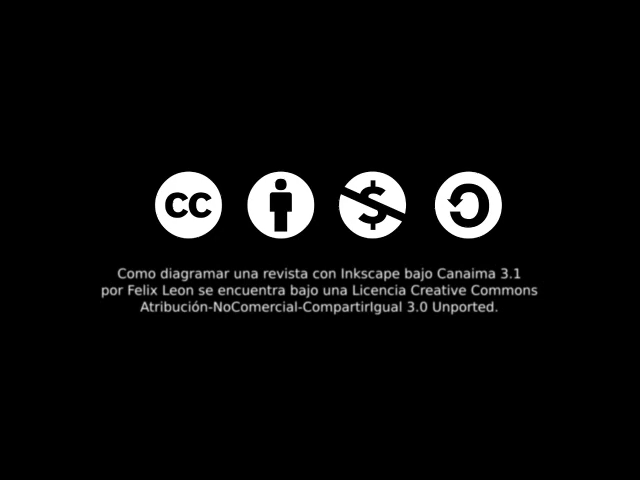 cc
Como diagramar una revista con Inkscape bajo Canaima 3.1
por Felix Leon se encuentra bajo una Licencia Creative Commons
Atribución-NoComercial-CompartirIgual 3.0 Unported.